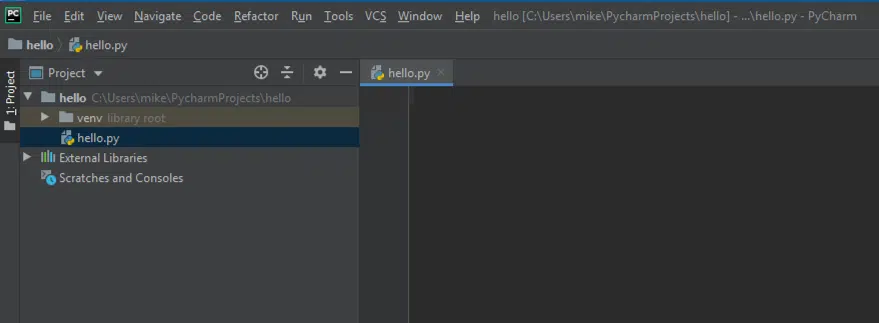 PC File Edit View Navigate Code Refactor Run Tools VCS Window Help hello [C:\Users\mike\PycharmProjects\hello] - ...\hello.py - PyCharm
hello hello.py
1: Project
Project
hello.py
hello C:\Users\mike\PycharmProjects\hello
venv library root
hello.py
External Libraries
Scratches and Consoles